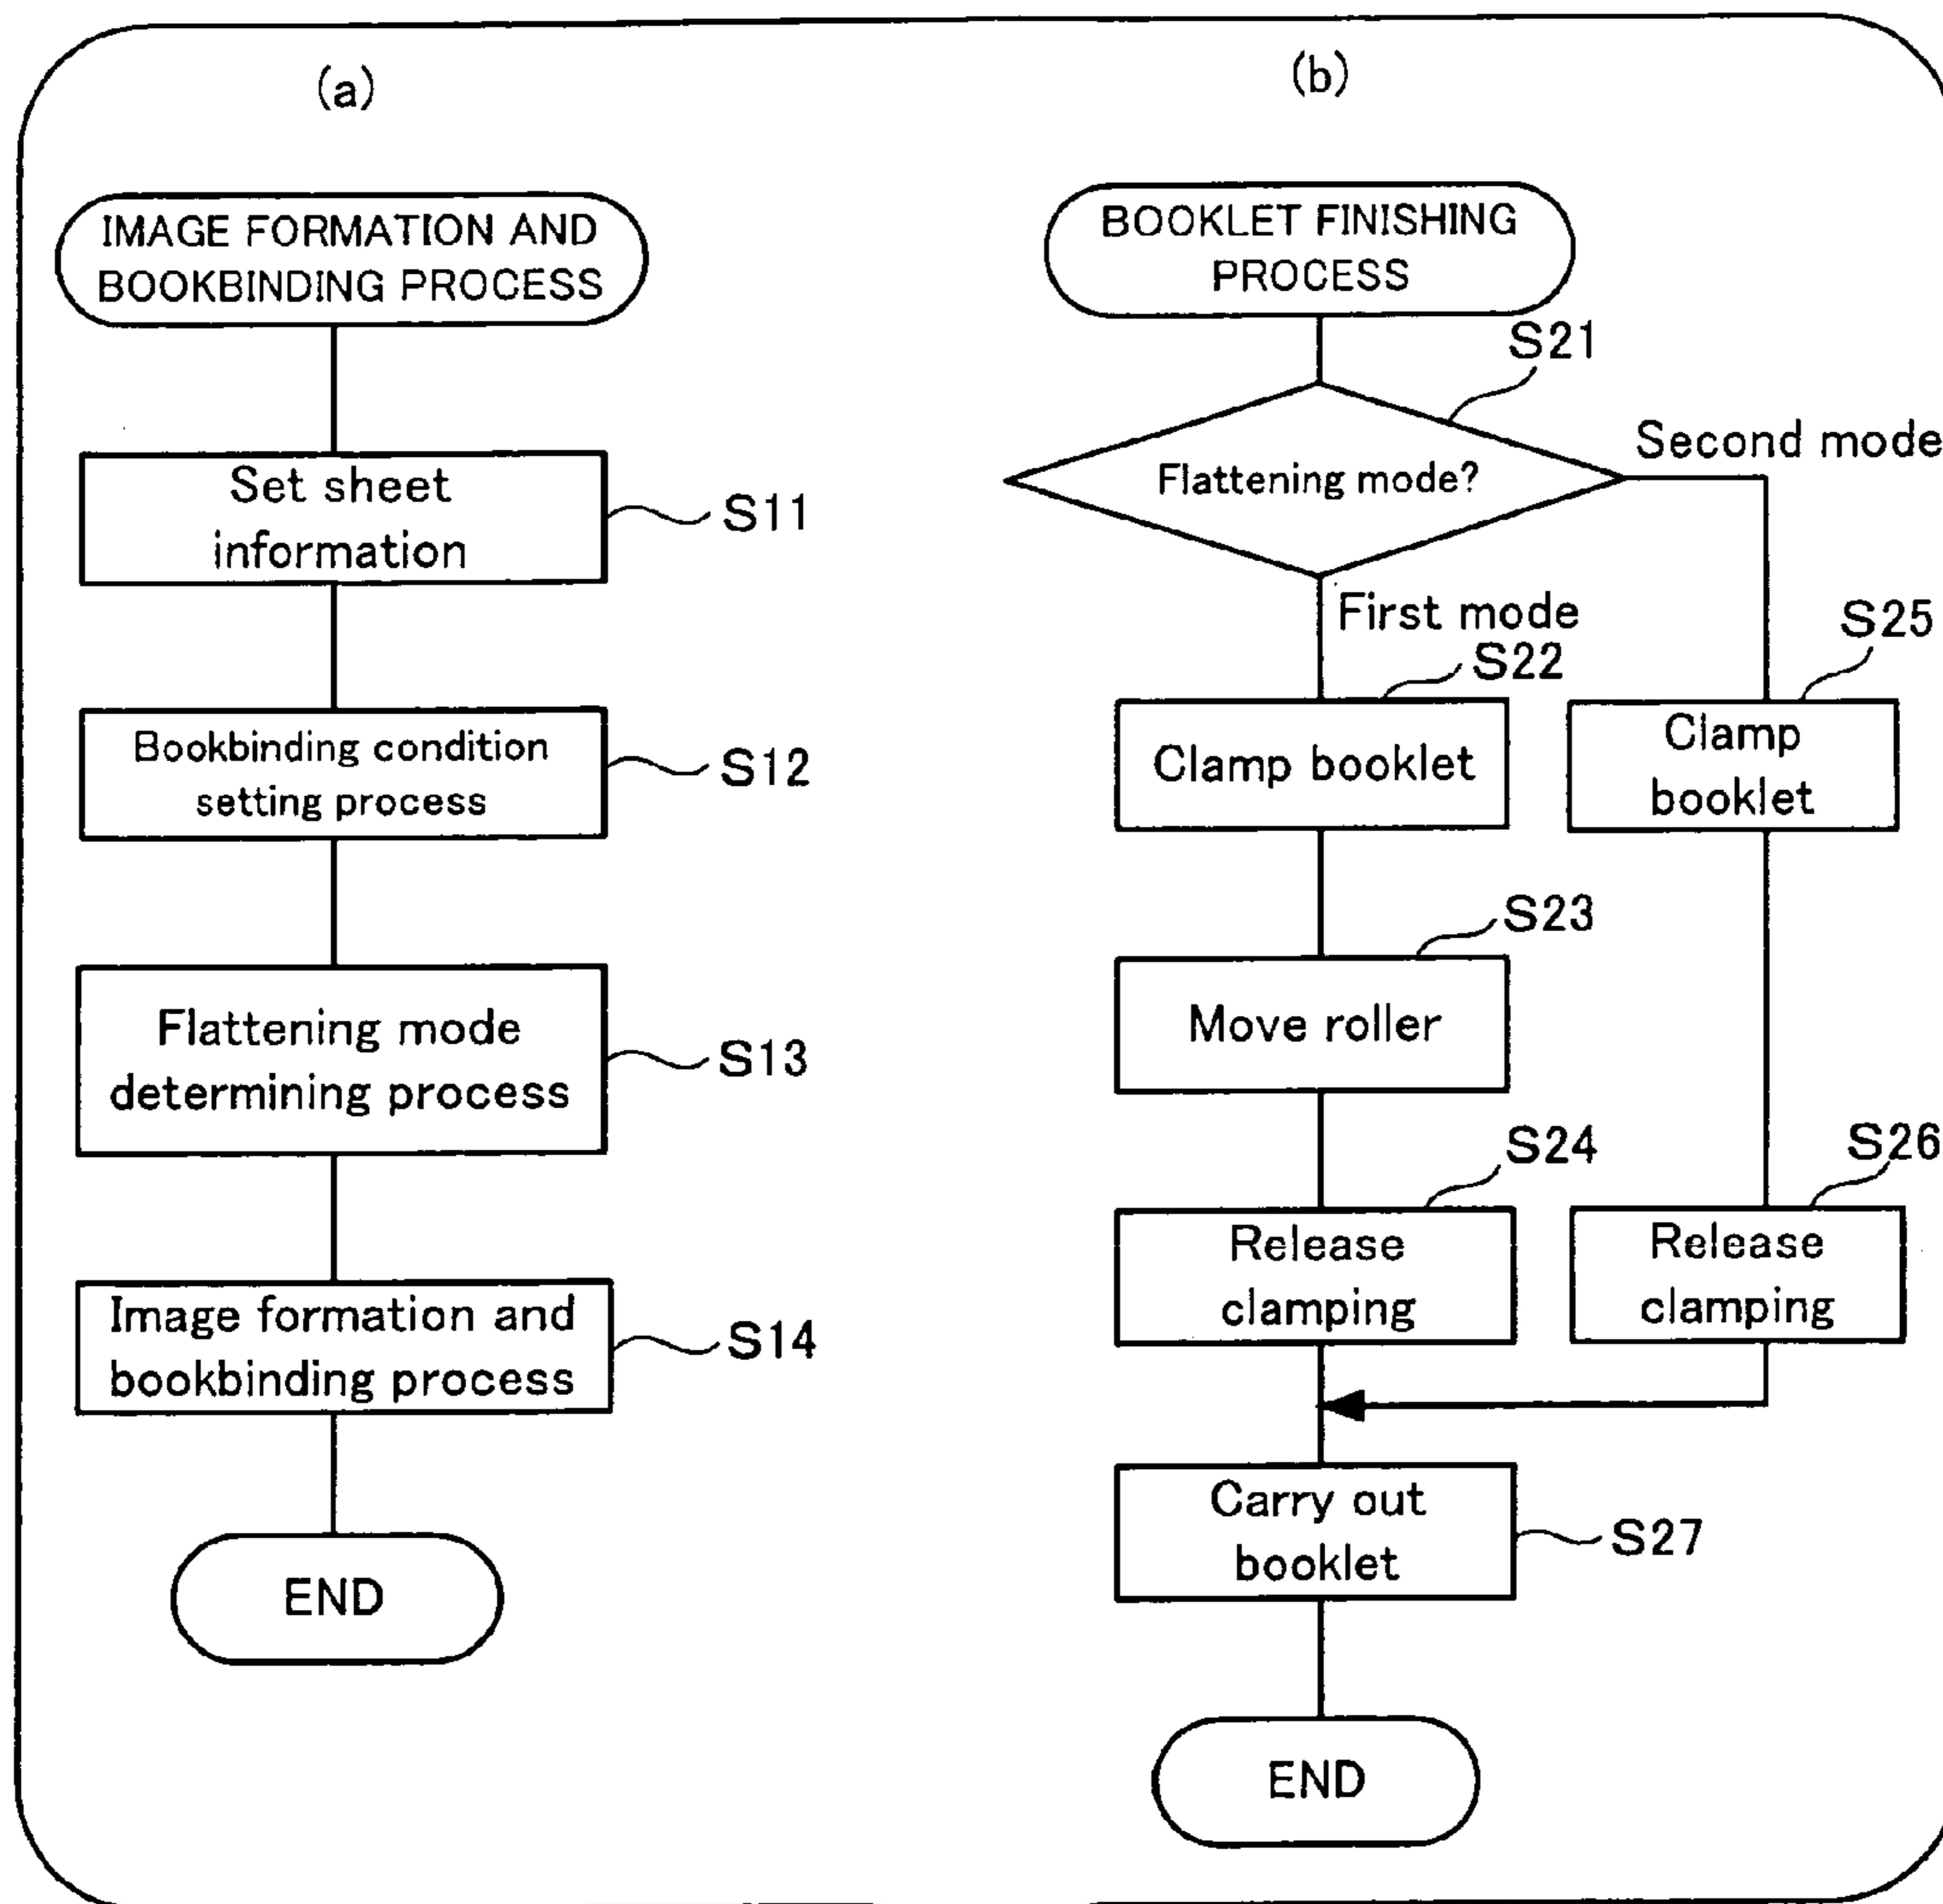 (a)
IMAGE FORMATION AND
BOOKBINDING PROCESS
Set sheet
information
S11
Bookbinding condition
setting process
S12
Flattening mode
determining process
S13
Image formation and
bookbinding process
S14
END
(b)
BOOKLET FINISHING
PROCESS
S21
Flattening mode?
Second mode
First mode
S22
Clamp booklet
S25
Clamp
booklet
S23
Move roller
S24
Release
clamping
S26
Release
clamping
Carry out
booklet
S27
END